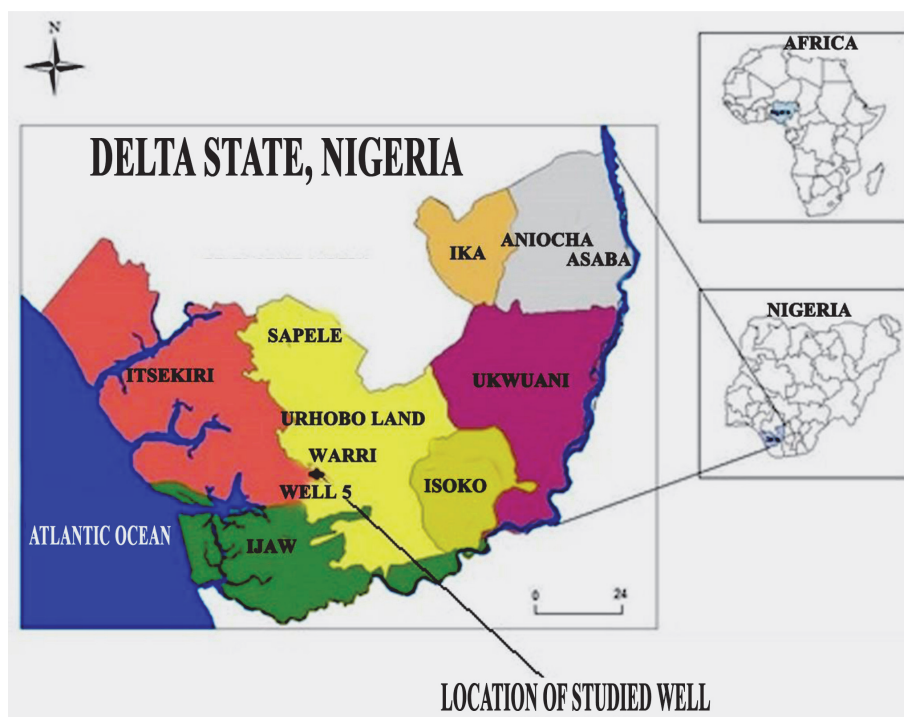 N
AFRICA
Nigeria
DELTA STATE, NIGERIA
IKA
ANIOCHA
ASABA
NIGERIA
SAPELE
ITSEKIRI
UKWUANI
URHOBO LAND
WARRI
ISOKO
WELL 5
ATLANTIC OCEAN
IJAW
0 24
LOCATION OF STUDIED WELL